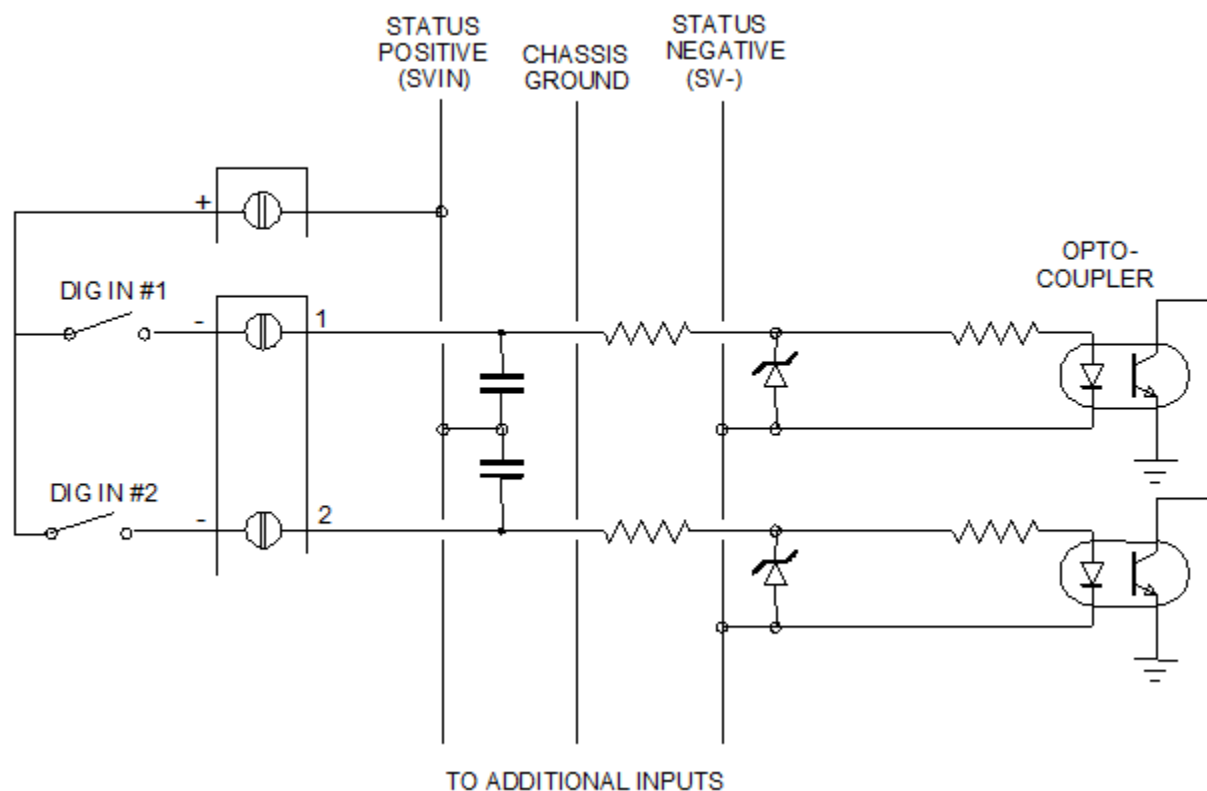 STATUS
POSITIVE
(SVIN)
CHASSIS
GROUND
STATUS
NEGATIVE
(SV-)
+
OPTO-
COUPLER
DIG IN #1
-
1
DIG IN #2
-
2
TO ADDITIONAL INPUTS